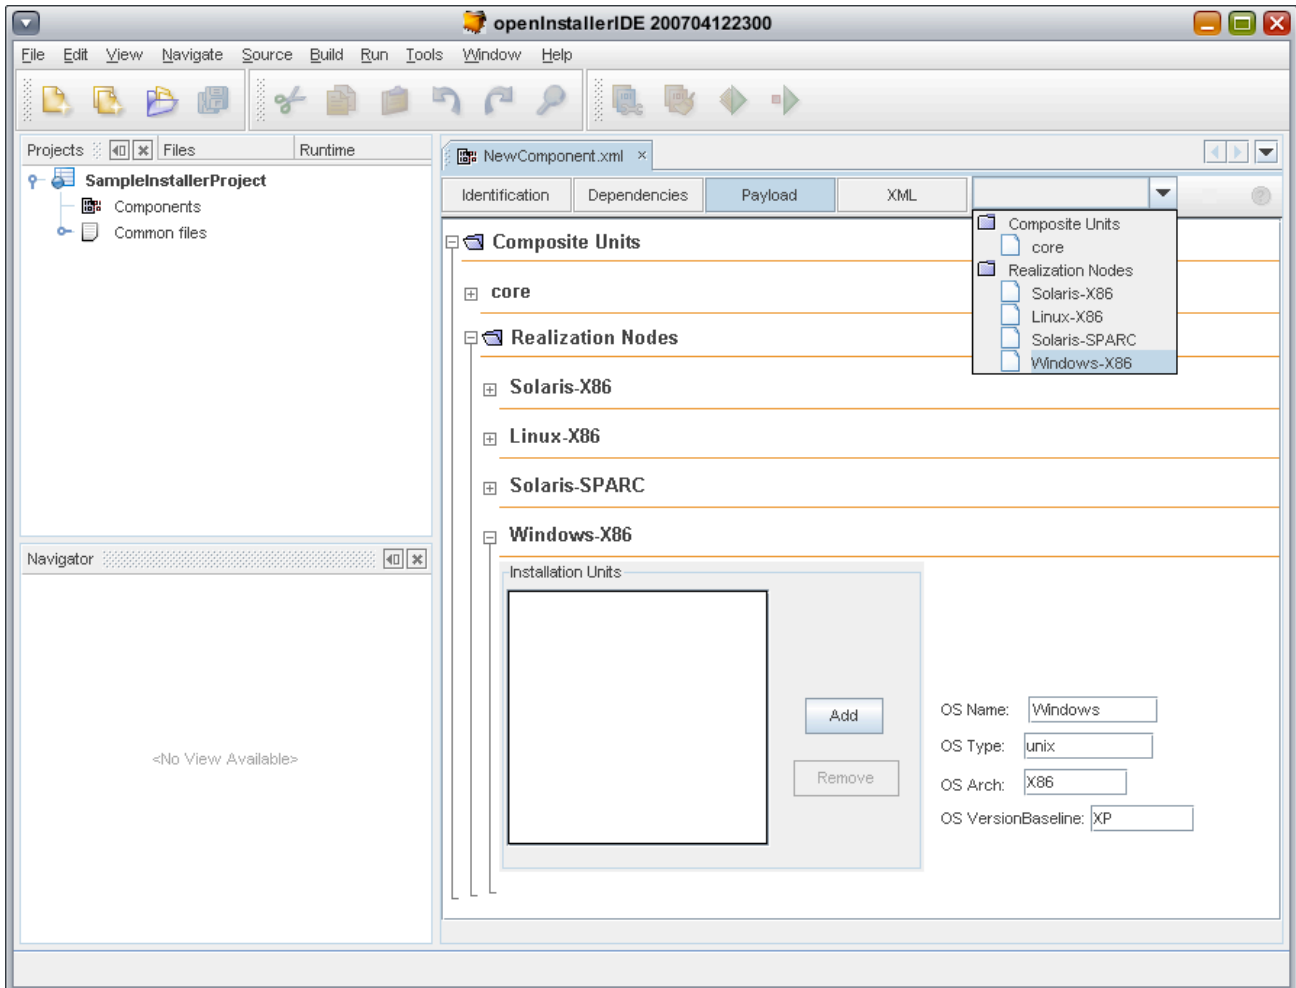 openInstallerIDE 200704122300
File Edit View Navigate Source Build Run Tools Window Help
Projects Files Runtime
SampleInstallerProject
Components
Common files
NewComponent.xml
Identification Dependencies Payload XML
Composite Units
core
Realization Nodes
Solaris-X86
Linux-X86
Solaris-SPARC
Windows-X86
Composite Units
core
Realization Nodes
Solaris-X86
Linux-X86
Solaris-SPARC
Windows-X86
Installation Units
Add
Remove
OS Name: Windows
OS Type: unix
OS Arch: X86
OS VersionBaseline: XP
Navigator
<No View Available>